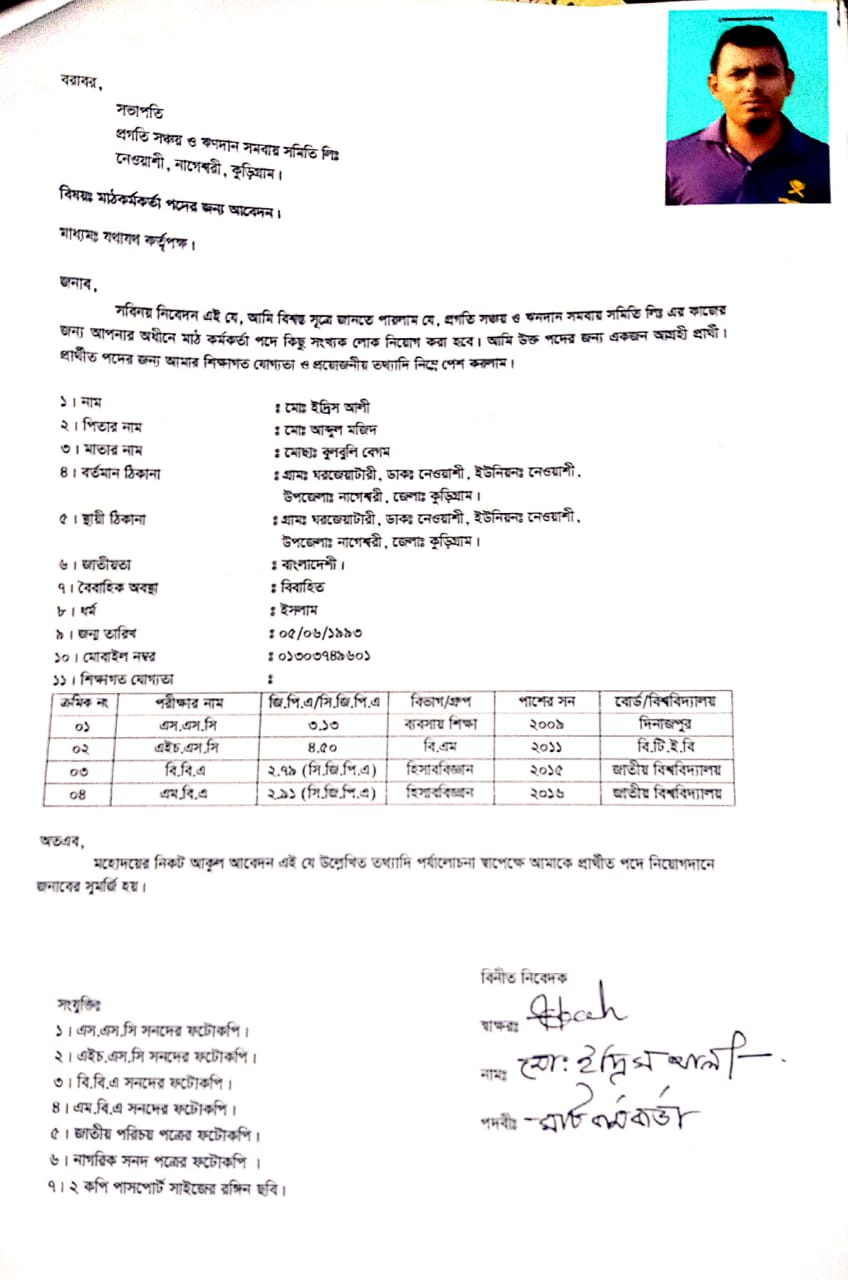 বরাবর,
সভাপতি
প্রগতি সঞ্চয় ও ঋণদান সমবায় সমিতি লিঃ
নেওয়াশী, নাগেশ্বরী, কুড়িগ্রাম।
বিষয়ঃ মাঠকর্মকর্তা পদের জন্য আবেদন।
মাধ্যমঃ যথাযথ কর্তৃপক্ষ।
জনাব,
সবিনয় নিবেদন এই যে, আমি বিশ্বস্ত সূত্রে জানতে পারলাম যে, প্রগতি সঞ্চয় ও ঋনদান সমবায় সমিতি লিঃ এর কাজের
জন্য আপনার অধীনে মাঠ কর্মকর্তা পদে কিছু সংখ্যক লোক নিয়োগ করা হবে। আমি উক্ত পদের জন্য একজন আগ্রহী প্রার্থী।
প্রার্থীত পদের জন্য আমার শিক্ষাগত যোগ্যতা ও প্রয়োজনীয় তথ্যাদি নিম্নে পেশ করলাম।
১। নাম : মোঃ ইদ্রিস আলী
২। পিতার নাম : মোঃ আব্দুল মজিদ
৩। মাতার নাম : মোছাঃ বুলবুলি বেগম
৪। বর্তমান ঠিকানা : গ্রামঃ ঘরজেয়াটারী, ডাকঃ নেওয়াশী, ইউনিয়নঃ নেওয়াশী,
উপজেলাঃ নাগেশ্বরী, জেলাঃ কুড়িগ্রাম।
৫। স্থায়ী ঠিকানা : গ্রামঃ ঘরজেয়াটারী, ডাকঃ নেওয়াশী, ইউনিয়নঃ নেওয়াশী,
উপজেলাঃ নাগেশ্বরী, জেলাঃ কুড়িগ্রাম।
৬। জাতীয়তা : বাংলাদেশী।
৭। বৈবাহিক অবস্থা : বিবাহিত
৮। ধর্ম : ইসলাম
৯। জন্ম তারিখ : ০৫/০৬/১৯৯৩
১০। মোবাইল নম্বর : ০১৩০৩৭৪৯৬০১
১১। শিক্ষাগত যোগ্যতা :
ক্রমিক নং পরীক্ষার নাম জি.পি.এ/সি.জি.পি.এ বিভাগ/গ্রুপ পাশের সন বোর্ড/বিশ্ববিদ্যালয়
০১ এস.এস.সি ৩.১৩ ব্যবসায় শিক্ষা ২০০৯ দিনাজপুর
০২ এইচ.এস.সি ৪.৫০ বি.এম ২০১১ বি.টি.ই.বি
০৩ বি.বি.এ ২.৭৯ (সি.জি.পি.এ) হিসাববিজ্ঞান ২০১৫ জাতীয় বিশ্ববিদ্যালয়
০৪ এম.বি.এ ২.৯১ (সি.জি.পি.এ) হিসাববিজ্ঞান ২০১৬ জাতীয় বিশ্ববিদ্যালয়
অতএব,
মহোদয়ের নিকট আকুল আবেদন এই যে উল্লেখিত তথ্যাদি পর্যালোচনা স্বাপেক্ষে আমাকে প্রার্থীত পদে নিয়োগদানে
জনাবের সুমর্জি হয়।
বিনীত নিবেদক
স্বাক্ষরঃ
নামঃ মো: ইদ্রিস আলী
পদবীঃ মাঠ কর্মকর্তা
সংযুক্তিঃ
১। এস.এস.সি সনদের ফটোকপি।
২। এইচ.এস.সি সনদের ফটোকপি।
৩। বি.বি.এ সনদের ফটোকপি।
৪। এম.বি.এ সনদের ফটোকপি।
৫। জাতীয় পরিচয় পত্রের ফটোকপি।
৬। নাগরিক সনদ পত্রের ফটোকপি ।
৭। ২ কপি পাসপোর্ট সাইজের রঙ্গিন ছবি।